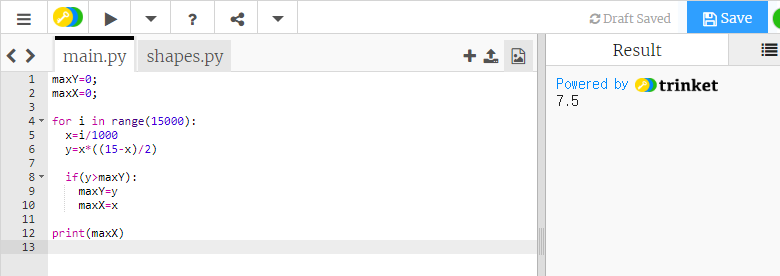 ? Draft Saved Save
main.py shapes.py Result
Powered by trinket
7.5
1 maxY=0;
2 maxX=0;
3
4 for i in range(15000):
5 x=i/1000
6 y=x*((15-x)/2)
7
8 if(y>maxY):
9 maxY=y
10 maxX=x
11
12 print(maxX)
13